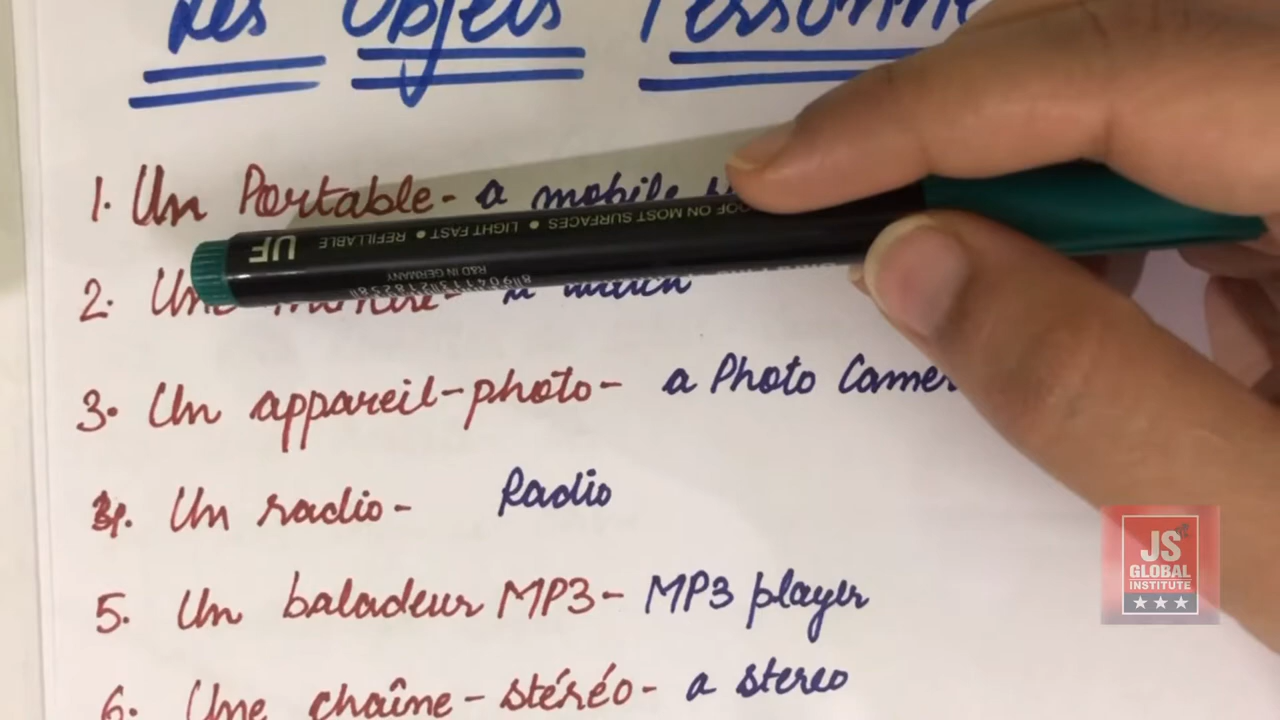 Les Objets Personne
1. Un Portable - a mobile
OOF ON MOST SURFACES • LIGHT FAST • REFILLABLE UF
R&D IN GERMANY
2. Une
3. Un appareil-photo - a Photo Camer
4. Un radio - Radio
5. Un baladeur MP3 - MP3 player
6. Une chaîne-stéréo - a stereo
JS
GLOBAL
INSTITUTE